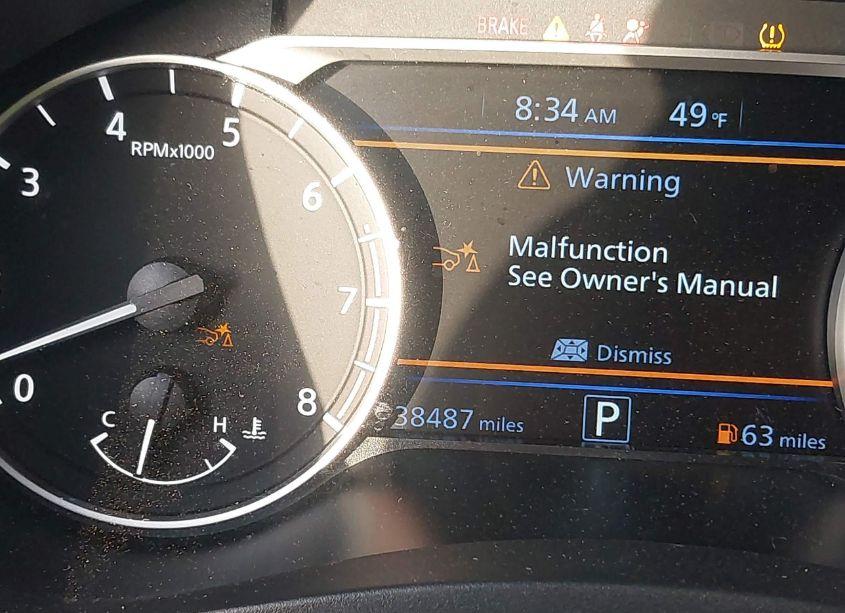 BRAKE
8:34 AM 49°F
4
5
RPMx1000
3
6
Warning
Malfunction
See Owner's Manual
7
Dismiss
0
8
C H
38487 miles
P
63 miles